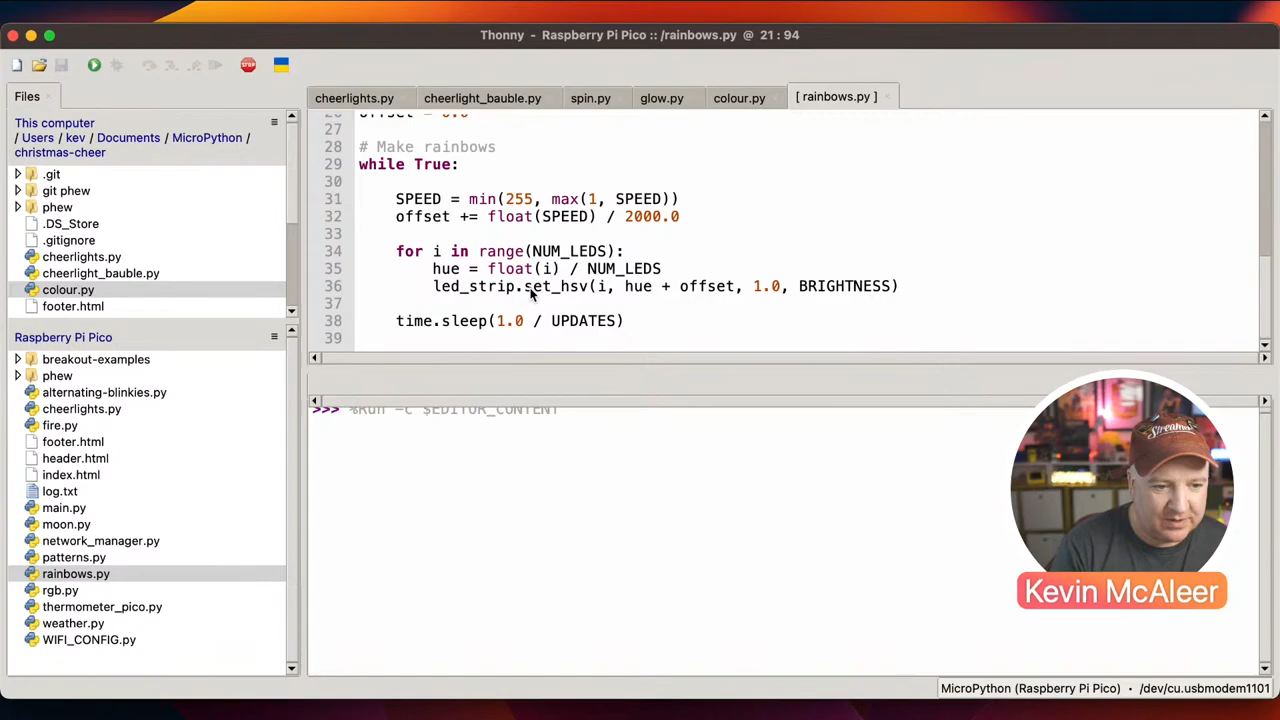 Thonny - Raspberry Pi Pico :: /rainbows.py @ 21 : 94
STOP
Files
This computer
/ Users / kev / Documents / MicroPython /
christmas-cheer
.git
git phew
phew
.DS_Store
.gitignore
cheerlights.py
cheerlight_bauble.py
colour.py
footer.html
Raspberry Pi Pico
breakout-examples
phew
alternating-blinkies.py
cheerlights.py
fire.py
footer.html
header.html
index.html
log.txt
main.py
moon.py
network_manager.py
patterns.py
rainbows.py
rgb.py
thermometer_pico.py
weather.py
WIFI_CONFIG.py
cheerlights.py
cheerlight_bauble.py
spin.py
glow.py
colour.py
[ rainbows.py ]
26 offset = 0.0
27
28 # Make rainbows
29 while True:
30
31 SPEED = min(255, max(1, SPEED))
32 offset += float(SPEED) / 2000.0
33
34 for i in range(NUM_LEDS):
35 hue = float(i) / NUM_LEDS
36 led_strip.set_hsv(i, hue + offset, 1.0, BRIGHTNESS)
37
38 time.sleep(1.0 / UPDATES)
39
>>> %Run -c $EDITOR_CONTENT
Kevin McAleer
MicroPython (Raspberry Pi Pico) · /dev/cu.usbmodem1101